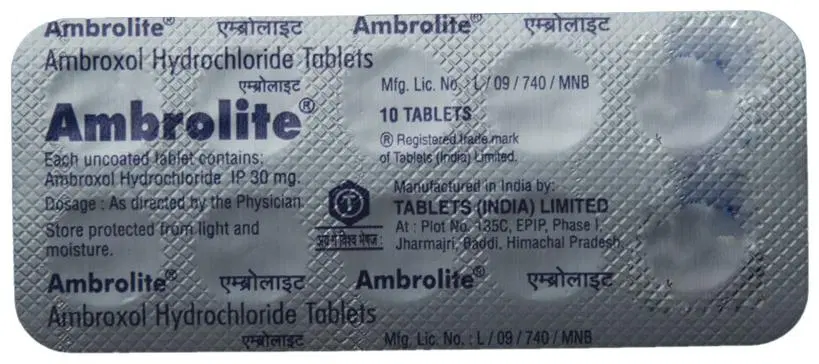 Ambrolite® एम्ब्रोलाइट Ambrolite® एम्ब्रोलाइट
Ambroxol Hydrochloride Tablets
एम्ब्रोलाइट Mfg. Lic. No. : L / 09 / 740 / MNB
Ambrolite®
Each uncoated tablet contains:
Ambroxol Hydrochloride IP 30 mg.
Dosage : As directed by the Physician.
Store protected from light and
moisture.
10 TABLETS
® Registered trade mark
of Tablets (India) Limited.
T
अयं मे विश्व भेषज :
Manufactured in India by:
TABLETS (INDIA) LIMITED
At : Plot No. 135C, EPIP, Phase I,
Jharmajri, Baddi, Himachal Pradesh.
Ambrolite® एम्ब्रोलाइट Ambrolite® एम्ब्रोलाइट
Ambroxol Hydrochloride Tablets
एम्ब्रोलाइट Mfg. Lic. No. : L / 09 / 740 / MNB